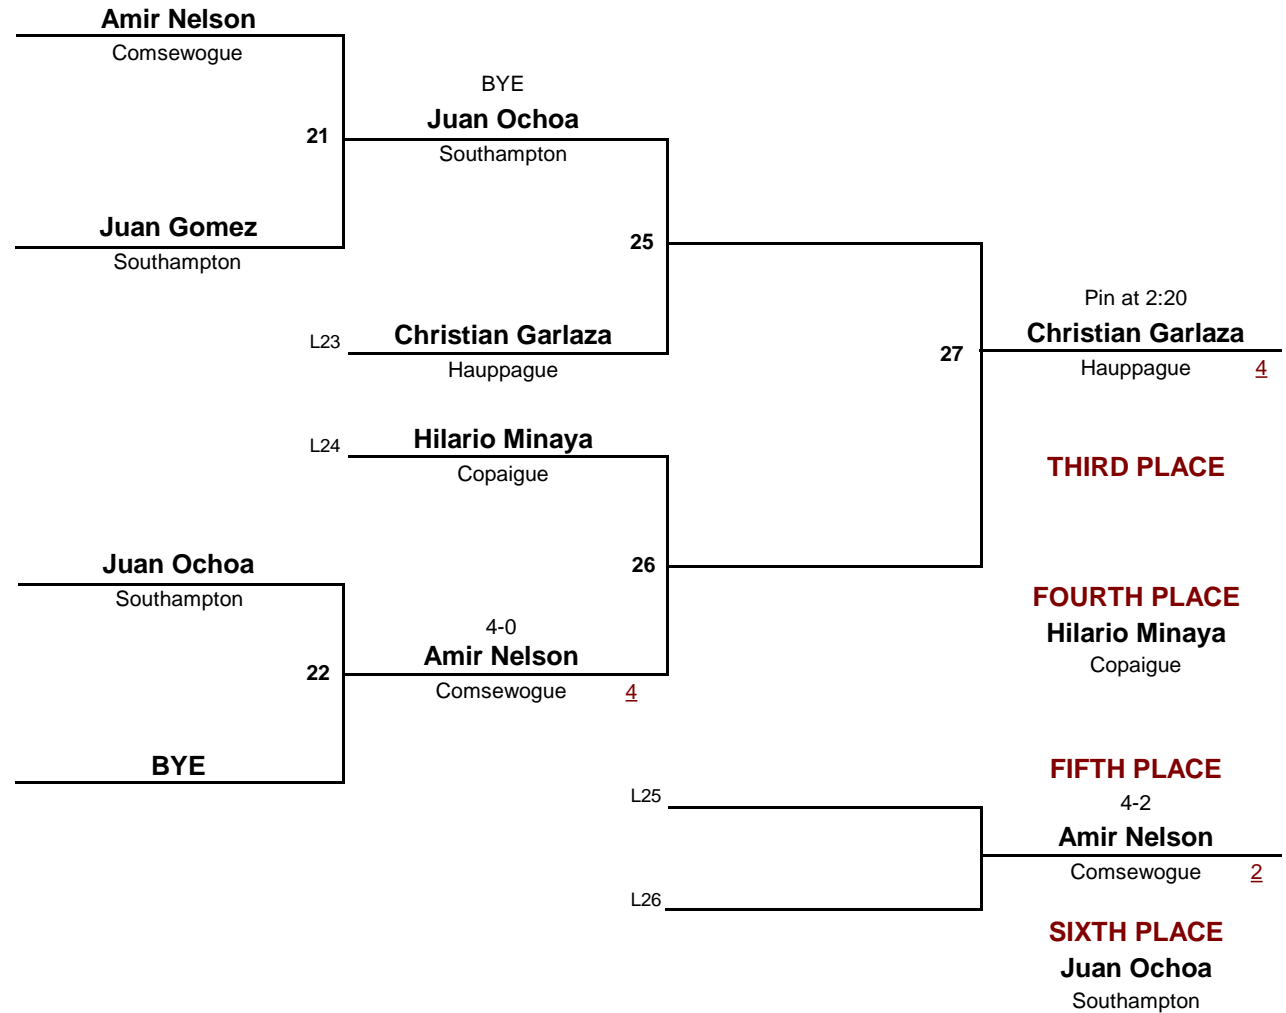 Amir Nelson
Comsewogue
BYE
Juan Ochoa
Southampton
21
Juan Gomez
Southampton
25
L23
Christian Garlaza
Hauppague
27
Pin at 2:20
Christian Garlaza
Hauppague 4
L24
Hilario Minaya
Copaigue
THIRD PLACE
Juan Ochoa
Southampton
26
FOURTH PLACE
Hilario Minaya
Copaigue
22
4-0
Amir Nelson
Comsewogue 4
BYE
FIFTH PLACE
L25
4-2
Amir Nelson
Comsewogue 2
L26
SIXTH PLACE
Juan Ochoa
Southampton